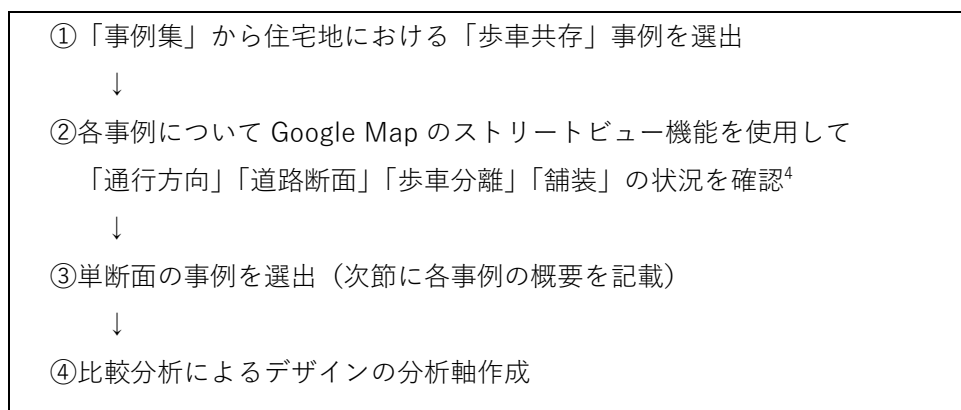 ①「事例集」から住宅地における「歩車共存」事例を選出
↓
②各事例について Google Map のストリートビュー機能を使用して
「通行方向」「道路断面」「歩車分離」「舗装」の状況を確認⁴
↓
③単断面の事例を選出（次節に各事例の概要を記載）
↓
④比較分析によるデザインの分析軸作成